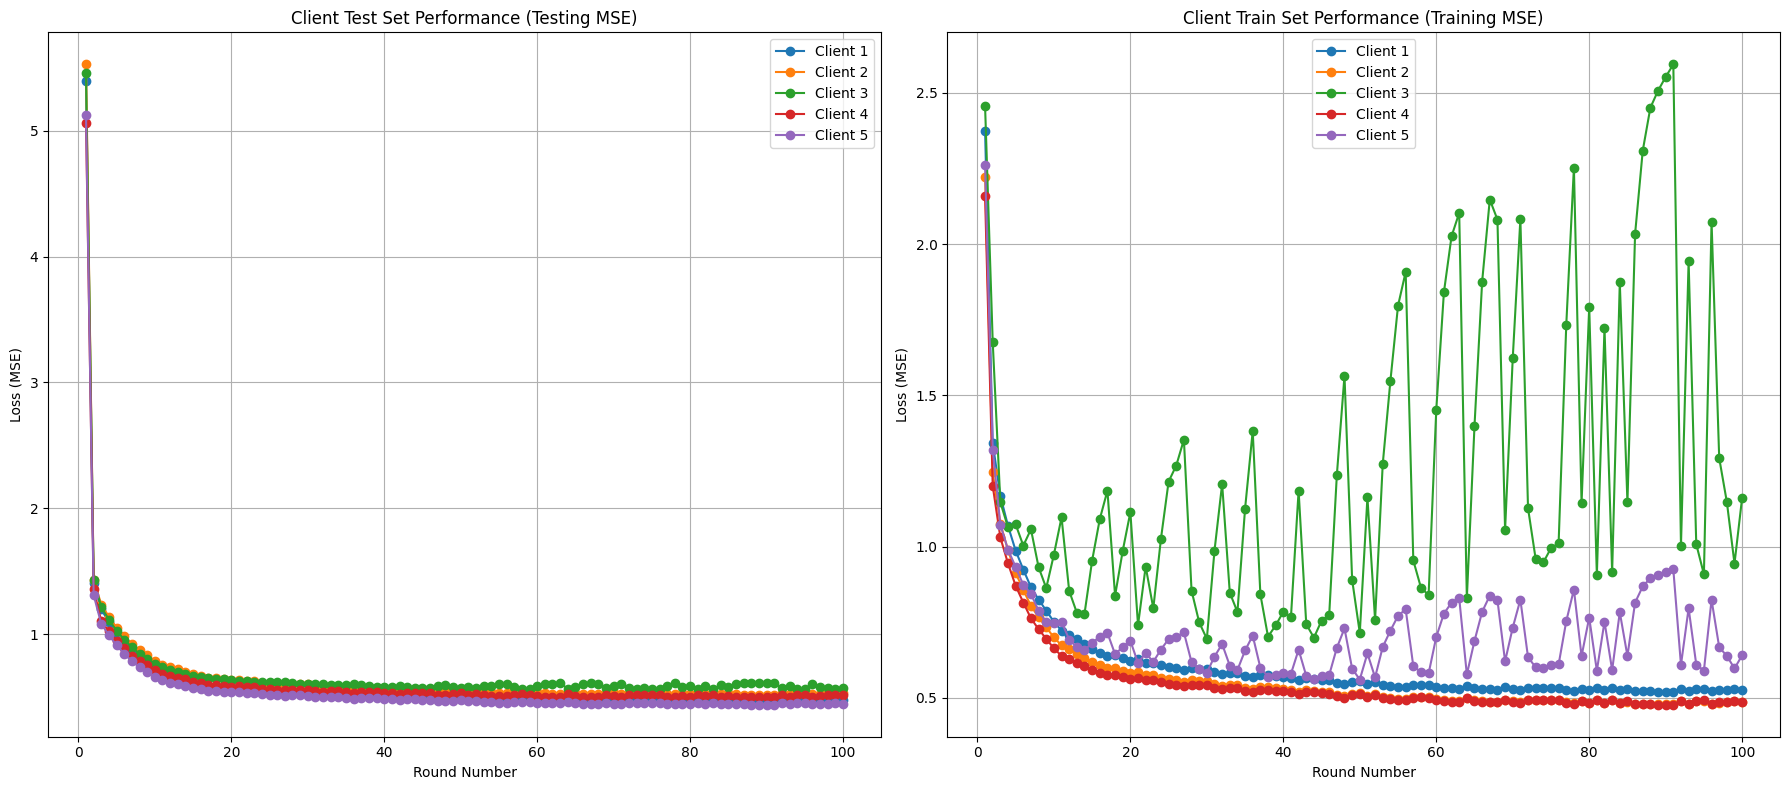 Client Test Set Performance (Testing MSE)
Client 1
Client 2
Client 3
Client 4
Client 5
5
4
3
2
1
Loss (MSE)
0
20
40
60
80
100
Round Number
Client Train Set Performance (Training MSE)
Client 1
Client 2
Client 3
Client 4
Client 5
2.5
2.0
1.5
1.0
0.5
Loss (MSE)
0
20
40
60
80
100
Round Number